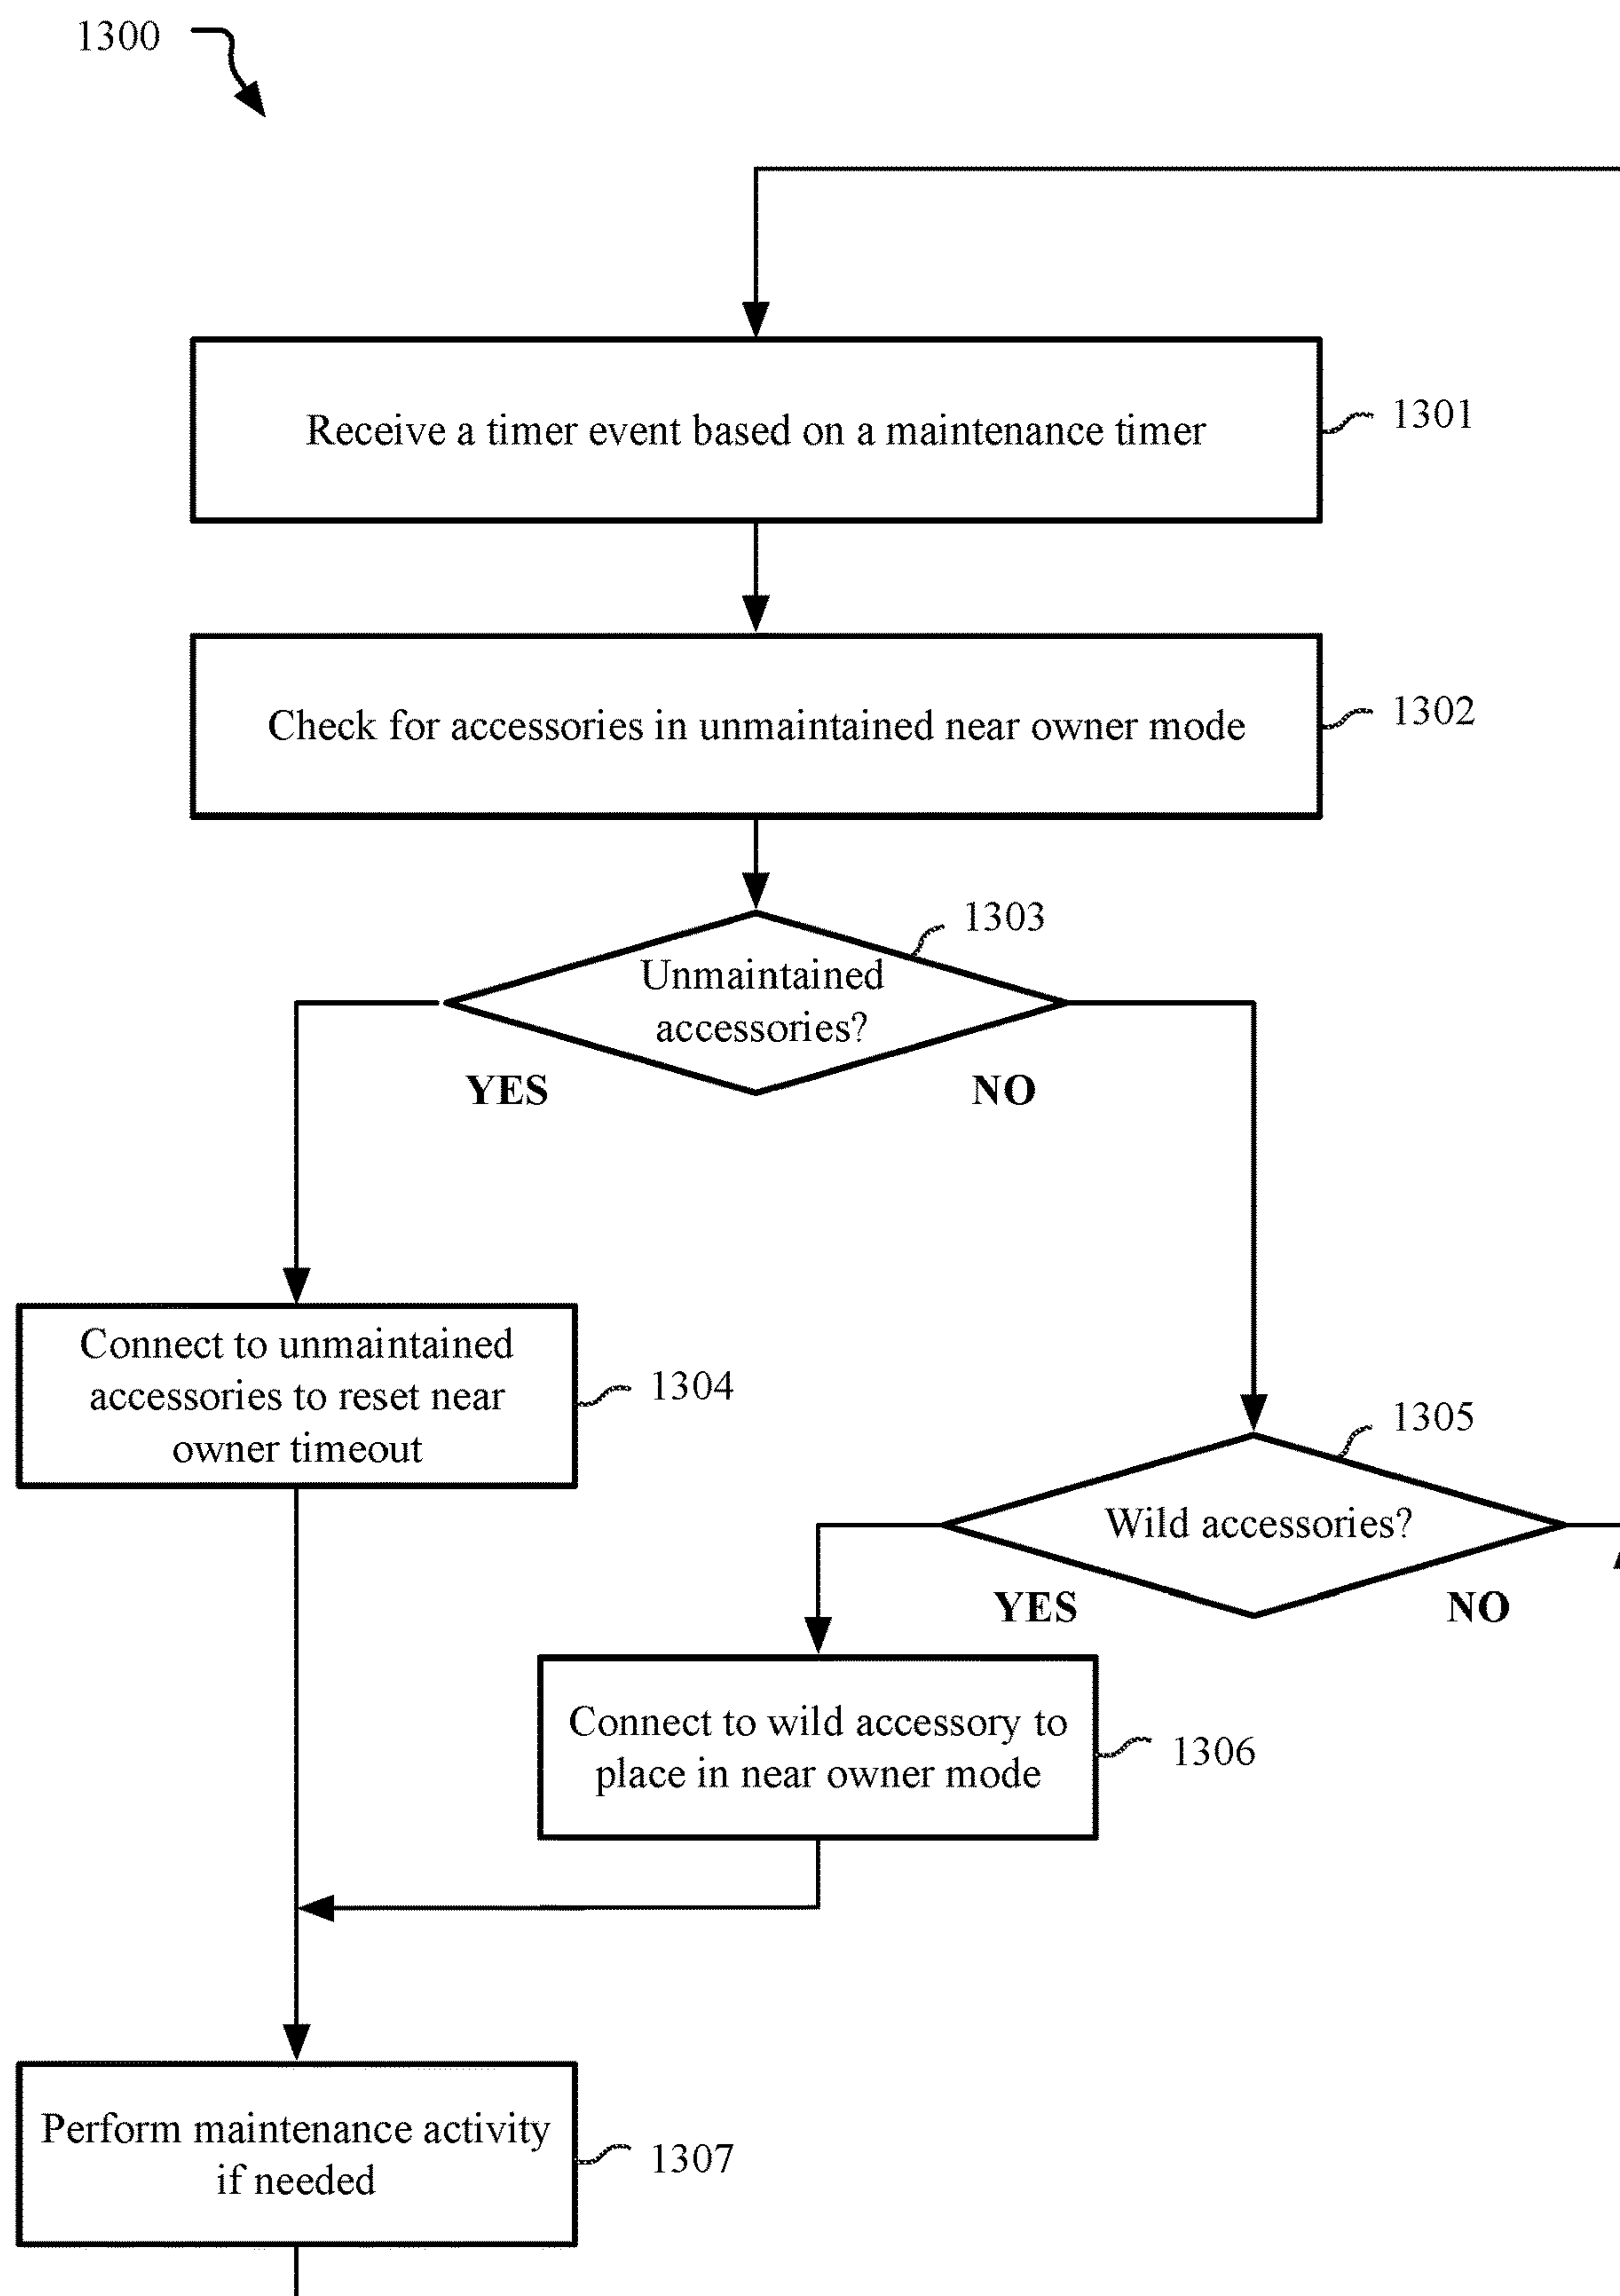 1300
Receive a timer event based on a maintenance timer
1301
Check for accessories in unmaintained near owner mode
1302
1303
Unmaintained
accessories?
YES
NO
Connect to unmaintained
accessories to reset near
owner timeout
1304
1305
Wild accessories?
YES
NO
Connect to wild accessory to
place in near owner mode
1306
Perform maintenance activity
if needed
1307